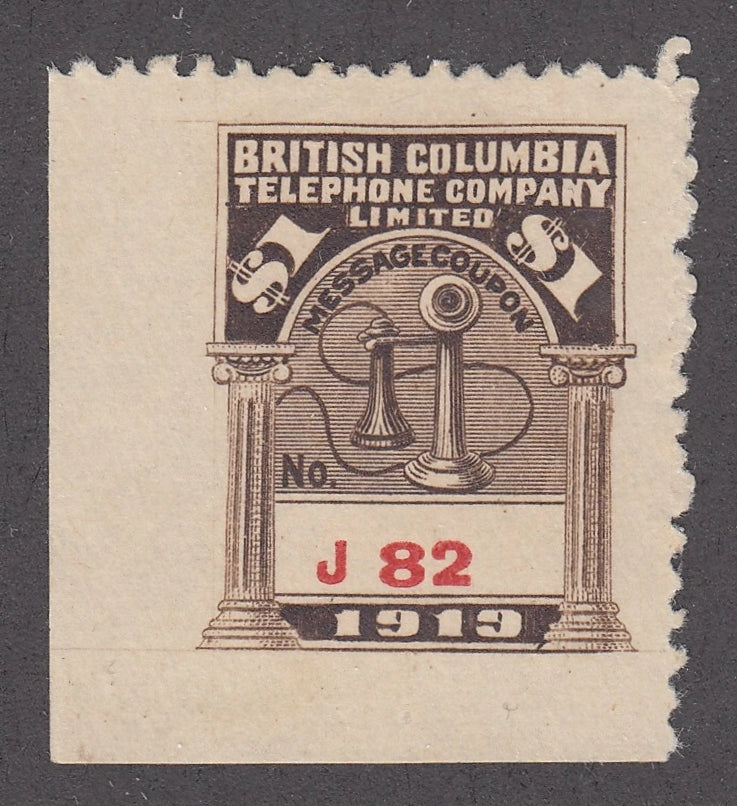 BRITISH COLUMBIA
TELEPHONE COMPANY
LIMITED
$1 $1
MESSAGE COUPON
No.
J 82
1919